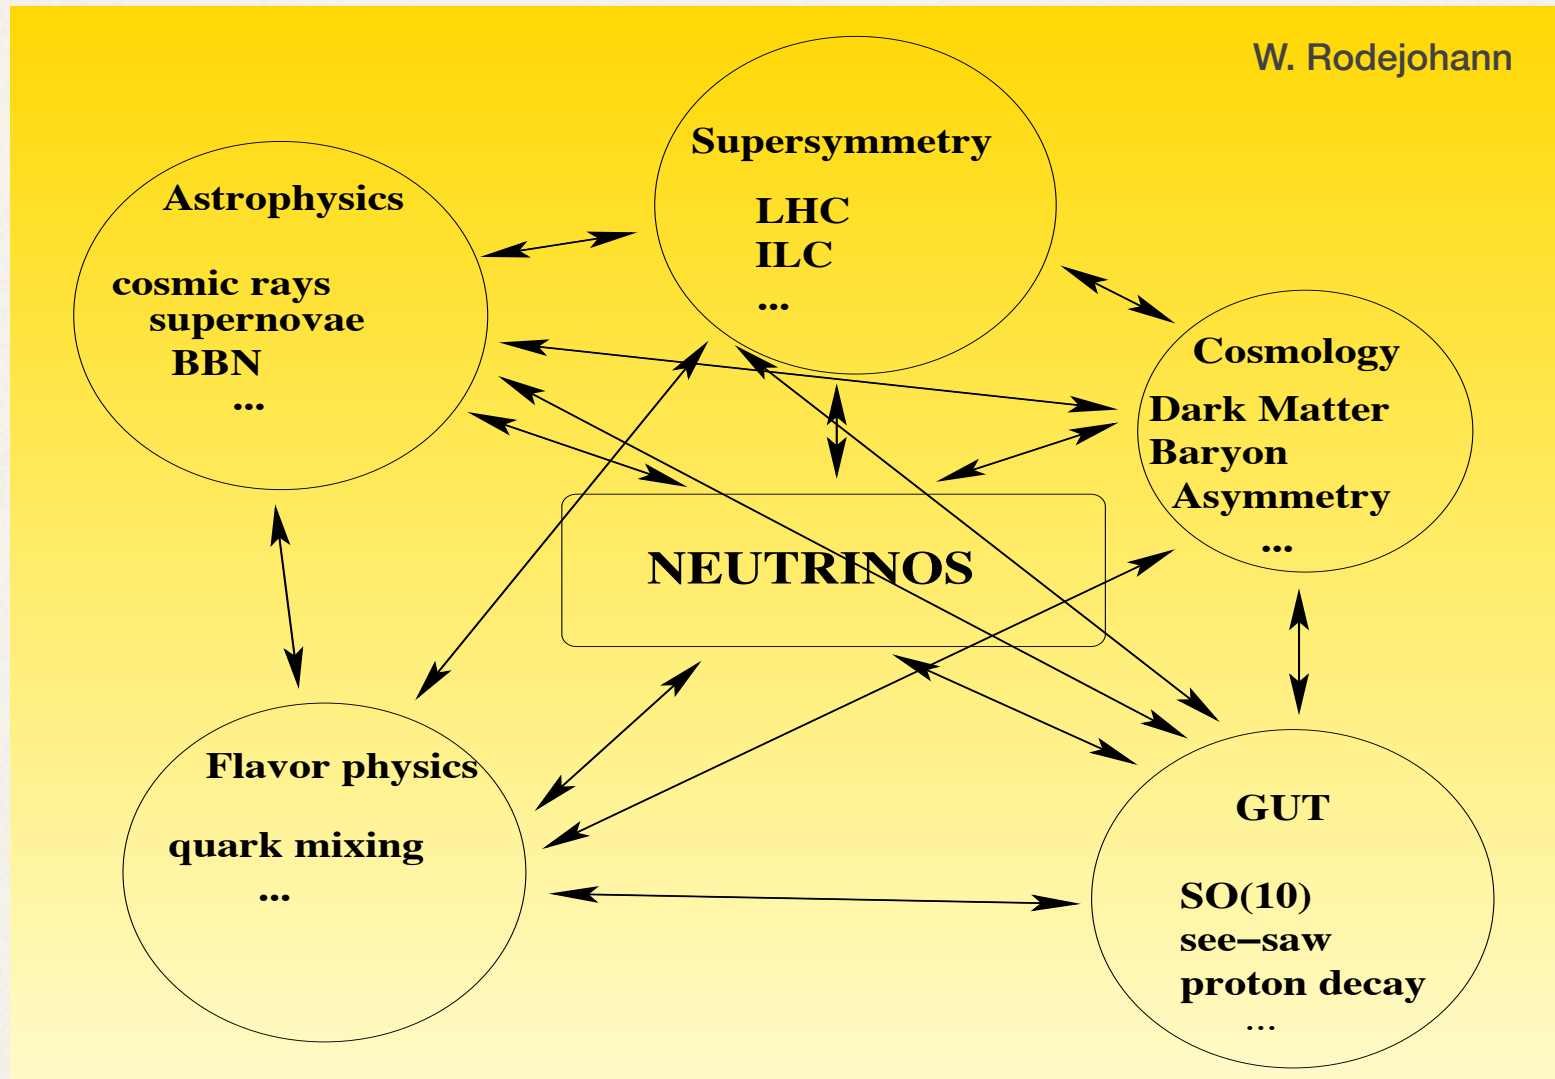 W. Rodejohann
Supersymmetry
LHC
ILC
...
Astrophysics
cosmic rays
supernovae
BBN
...
Cosmology
Dark Matter
Baryon
Asymmetry
...
NEUTRINOS
Flavor physics
quark mixing
...
GUT
SO(10)
see–saw
proton decay
...